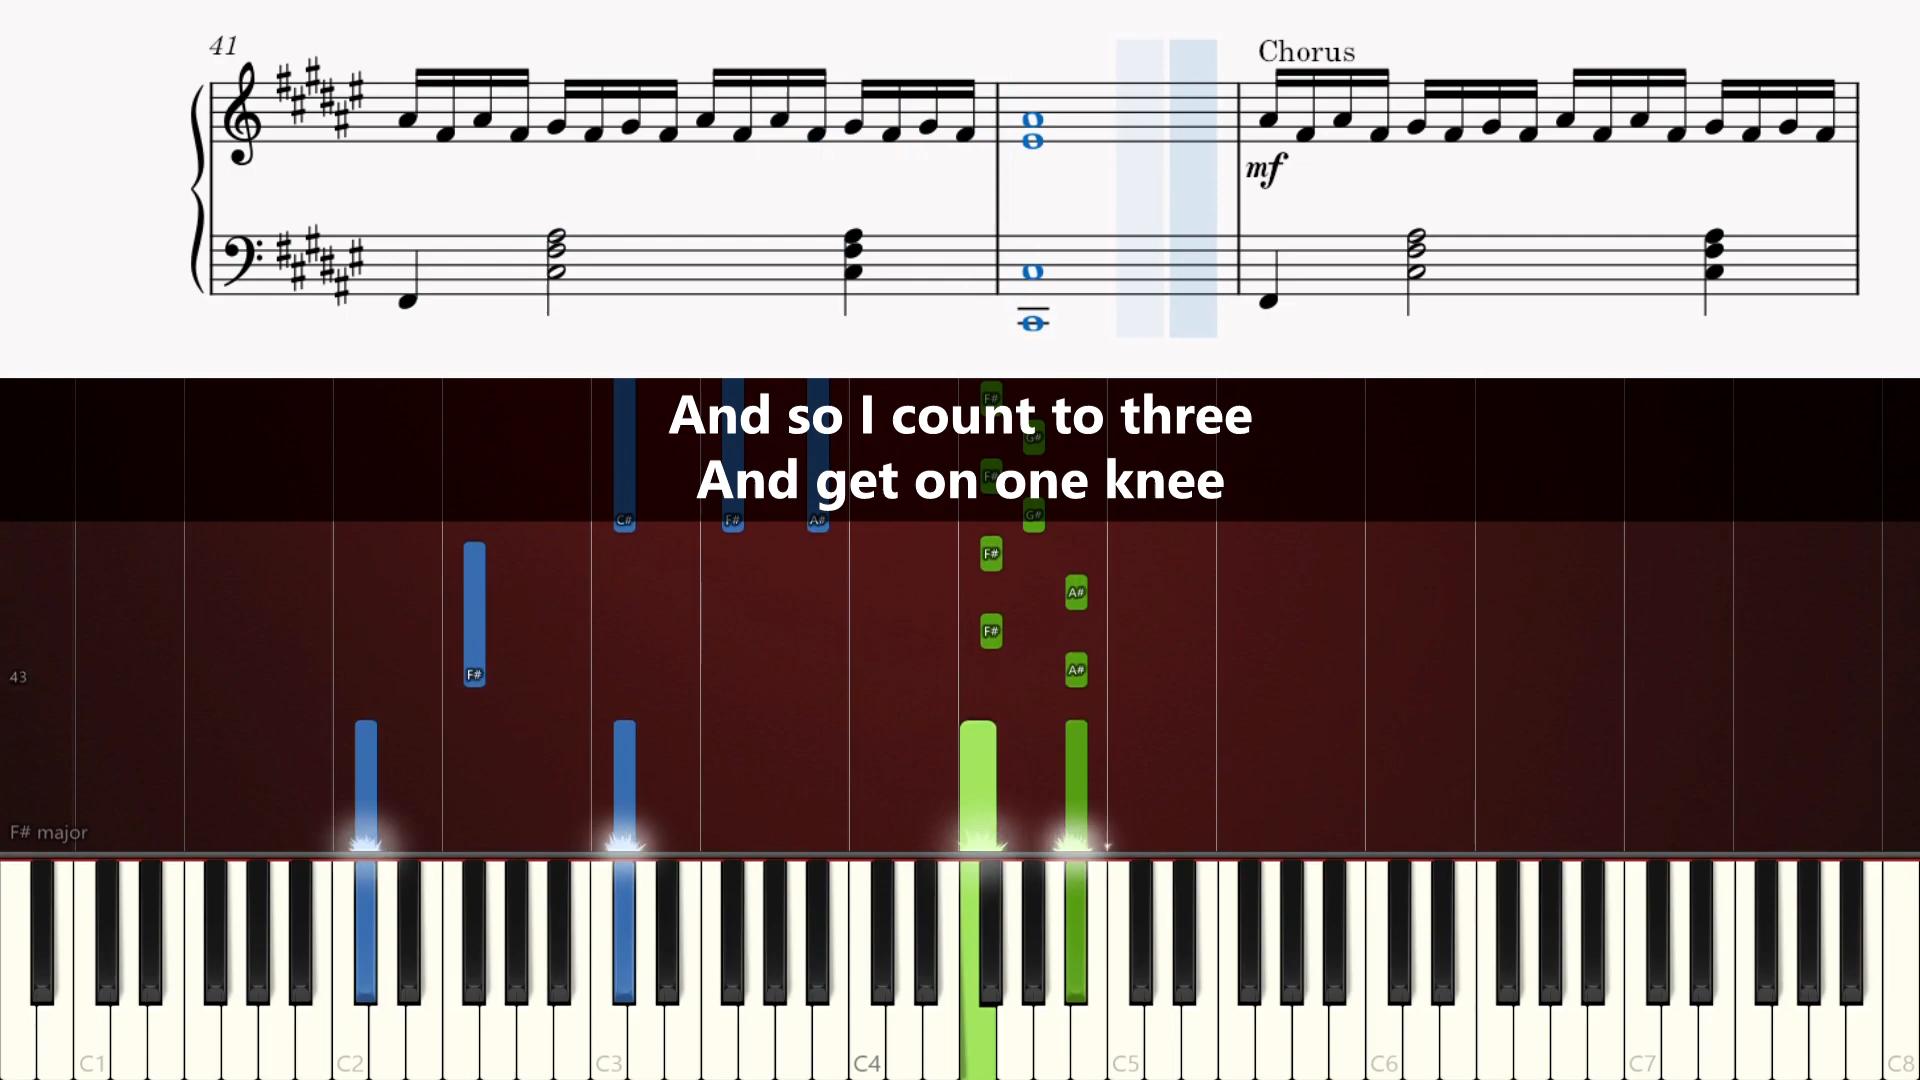 41
Chorus
mf
And so I count to three
And get on one knee
F#
G#
F#
G#
C#
F#
A#
F#
A#
F#
A#
F#
43
F# major
C1
C2
C3
C4
C5
C6
C7
C8